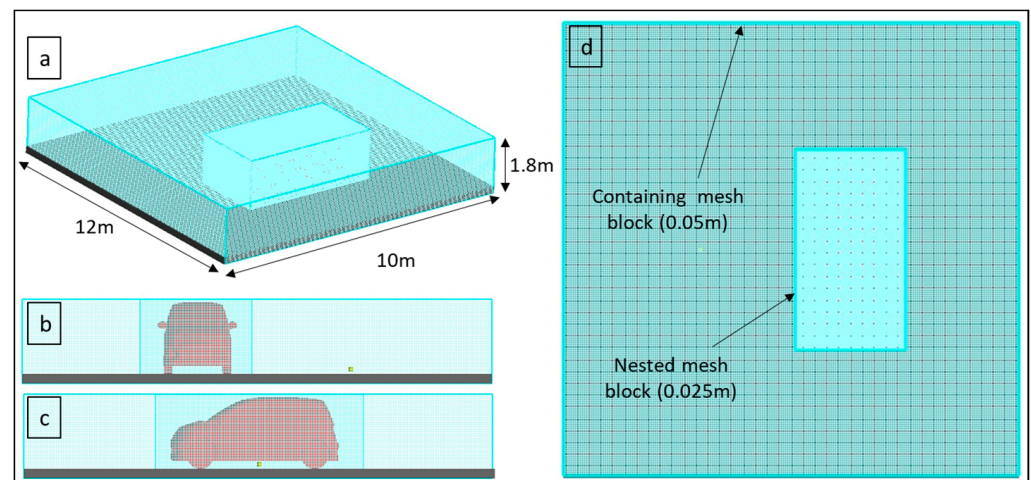 a
1.8m
12m
10m
b
c
d
Containing mesh
block (0.05m)
Nested mesh
block (0.025m)